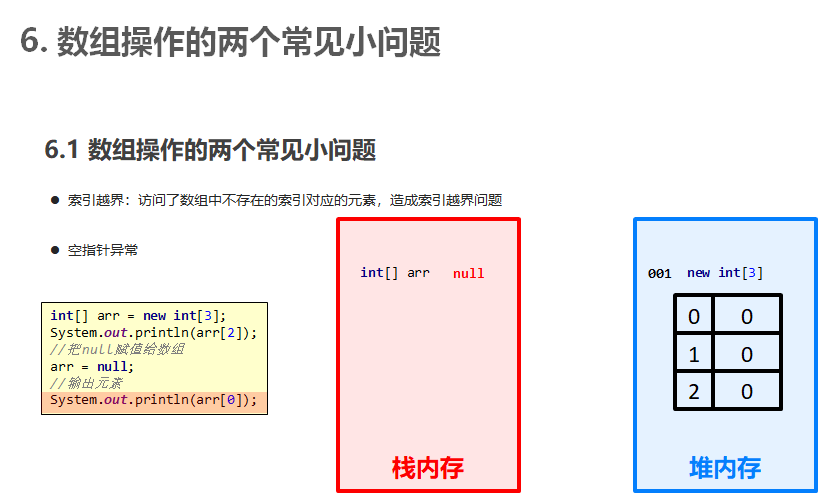 6. 数组操作的两个常见小问题
6.1 数组操作的两个常见小问题
● 索引越界：访问了数组中不存在的索引对应的元素，造成索引越界问题
● 空指针异常
int[] arr = new int[3];
System.out.println(arr[2]);
//把null赋值给数组
arr = null;
//输出元素
System.out.println(arr[0]);
int[] arr null
栈内存
001 new int[3]
0 0
1 0
2 0
堆内存